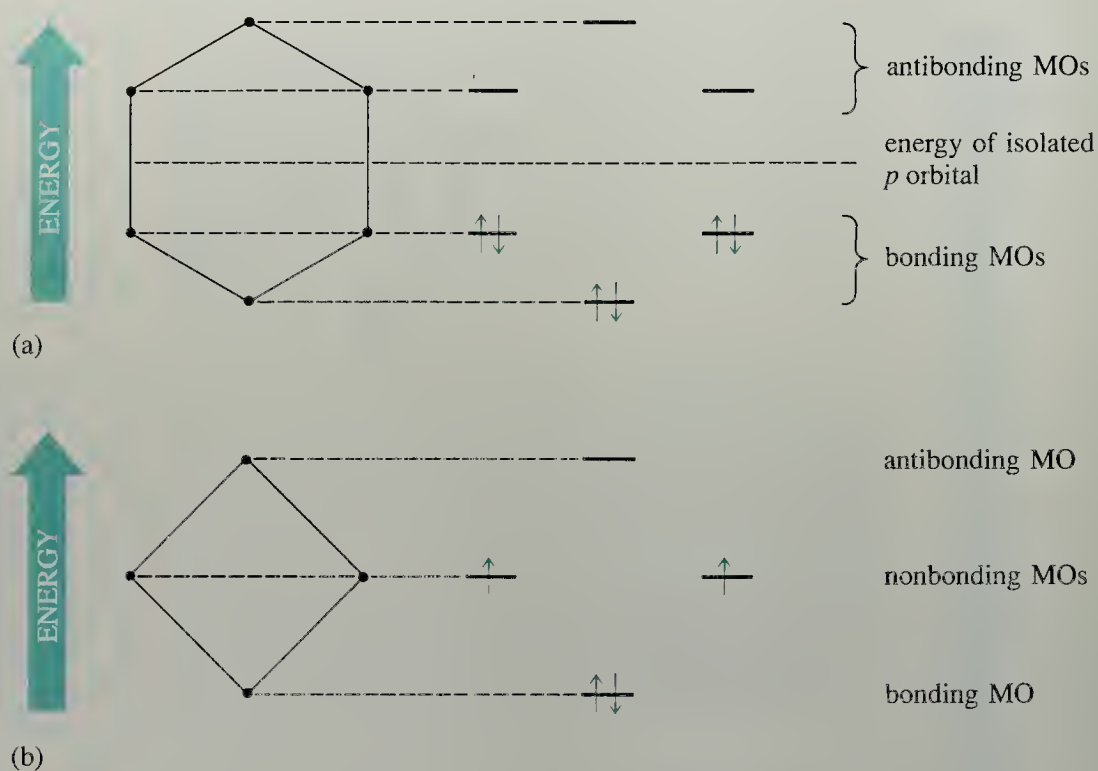 ENERGY
antibonding MOs
energy of isolated
p orbital
bonding MOs
(a)
ENERGY
antibonding MO
nonbonding MOs
bonding MO
(b)